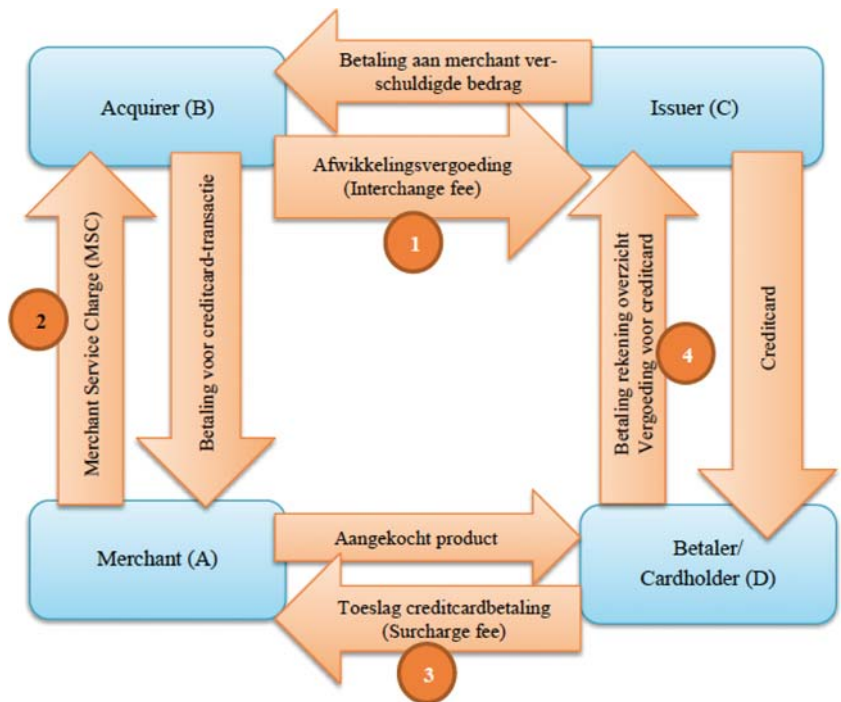 Betaling aan merchant ver-
schuldigde bedrag
Acquirer (B)
Issuer (C)
Afwikkelingsvergoeding
(Interchange fee)
1
2
Merchant Service Charge (MSC)
Betaling voor creditcard-transactie
Betaling rekening overzicht
Vergoeding voor creditcard
4
Creditcard
Merchant (A)
Aangekocht product
Betaler/
Cardholder (D)
Toeslag creditcardbetaling
(Surcharge fee)
3